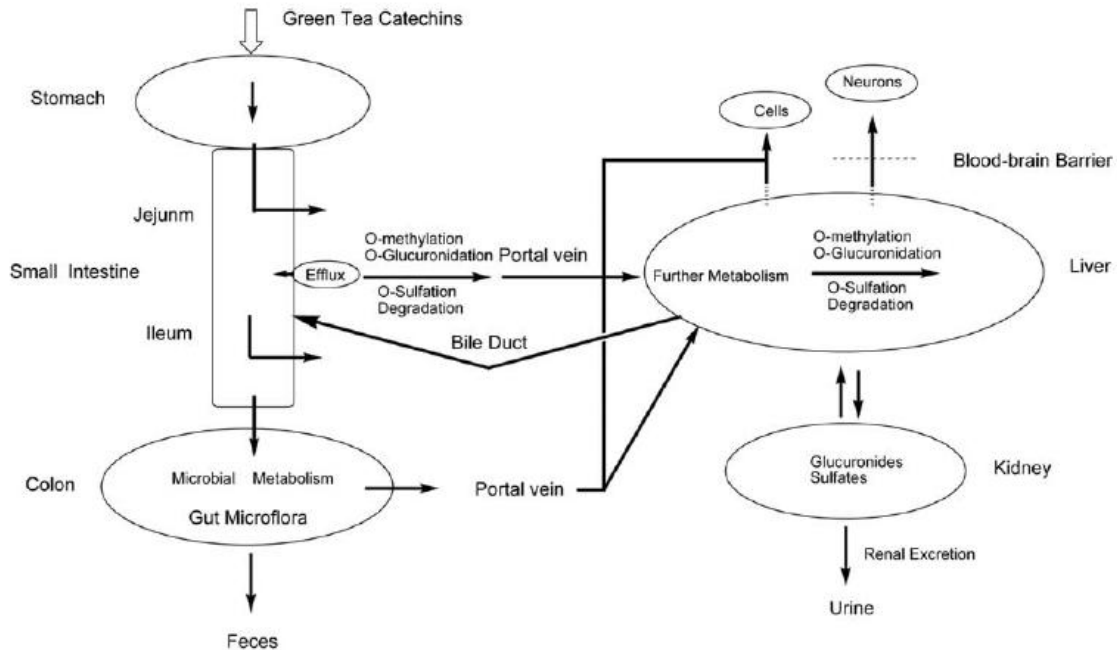 Green Tea Catechins
Stomach
Neurons
Cells
Blood-brain Barrier
Jejunm
O-methylation
O-Glucuronidation
Portal vein
O-methylation
O-Glucuronidation
Small Intestine
Efflux
Further Metabolism
Liver
O-Sulfation
Degradation
O-Sulfation
Degradation
Ileum
Bile Duct
Colon
Microbial Metabolism
Gut Microflora
Portal vein
Glucuronides
Sulfates
Kidney
Renal Excretion
Urine
Feces